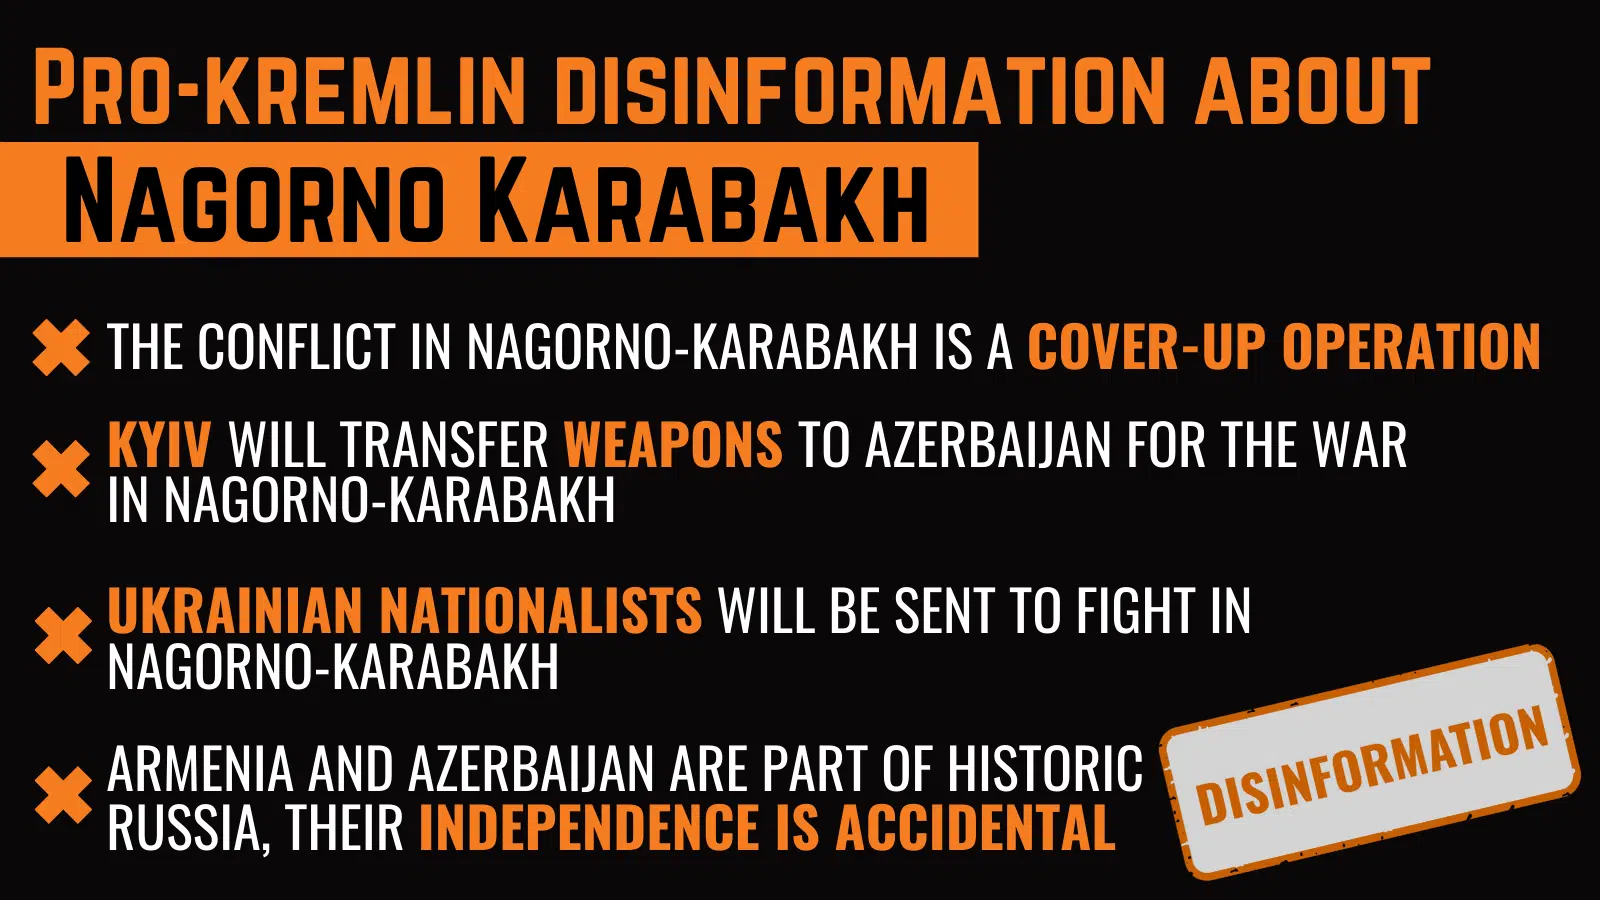 PRO-KREMLIN DISINFORMATION ABOUT
NAGORNO KARABAKH
THE CONFLICT IN NAGORNO-KARABAKH IS A COVER-UP OPERATION
KYIV WILL TRANSFER WEAPONS TO AZERBAIJAN FOR THE WAR
IN NAGORNO-KARABAKH
UKRAINIAN NATIONALISTS WILL BE SENT TO FIGHT IN
NAGORNO-KARABAKH
ARMENIA AND AZERBAIJAN ARE PART OF HISTORIC
RUSSIA, THEIR INDEPENDENCE IS ACCIDENTAL
DISINFORMATION